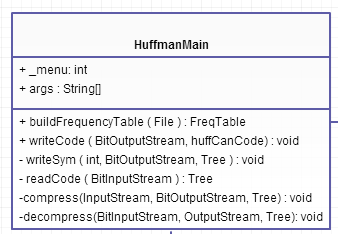 HuffmanMain
+ _menu: int
+ args : String[]
+ buildFrequencyTable ( File ) : FreqTable
+ writeCode ( BitOutputStream, huffCanCode) : void
- writeSym ( int, BitOutputStream, Tree ) : void
- readCode ( BitInputStream ) : Tree
-compress(InputStream, BitOutputStream, Tree) : void
-decompress(BitInputStream, OutputStream, Tree): void